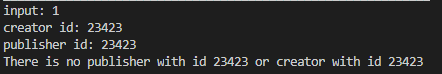 input: 1
creator id: 23423
publisher id: 23423
There is no publisher with id 23423 or creator with id 23423